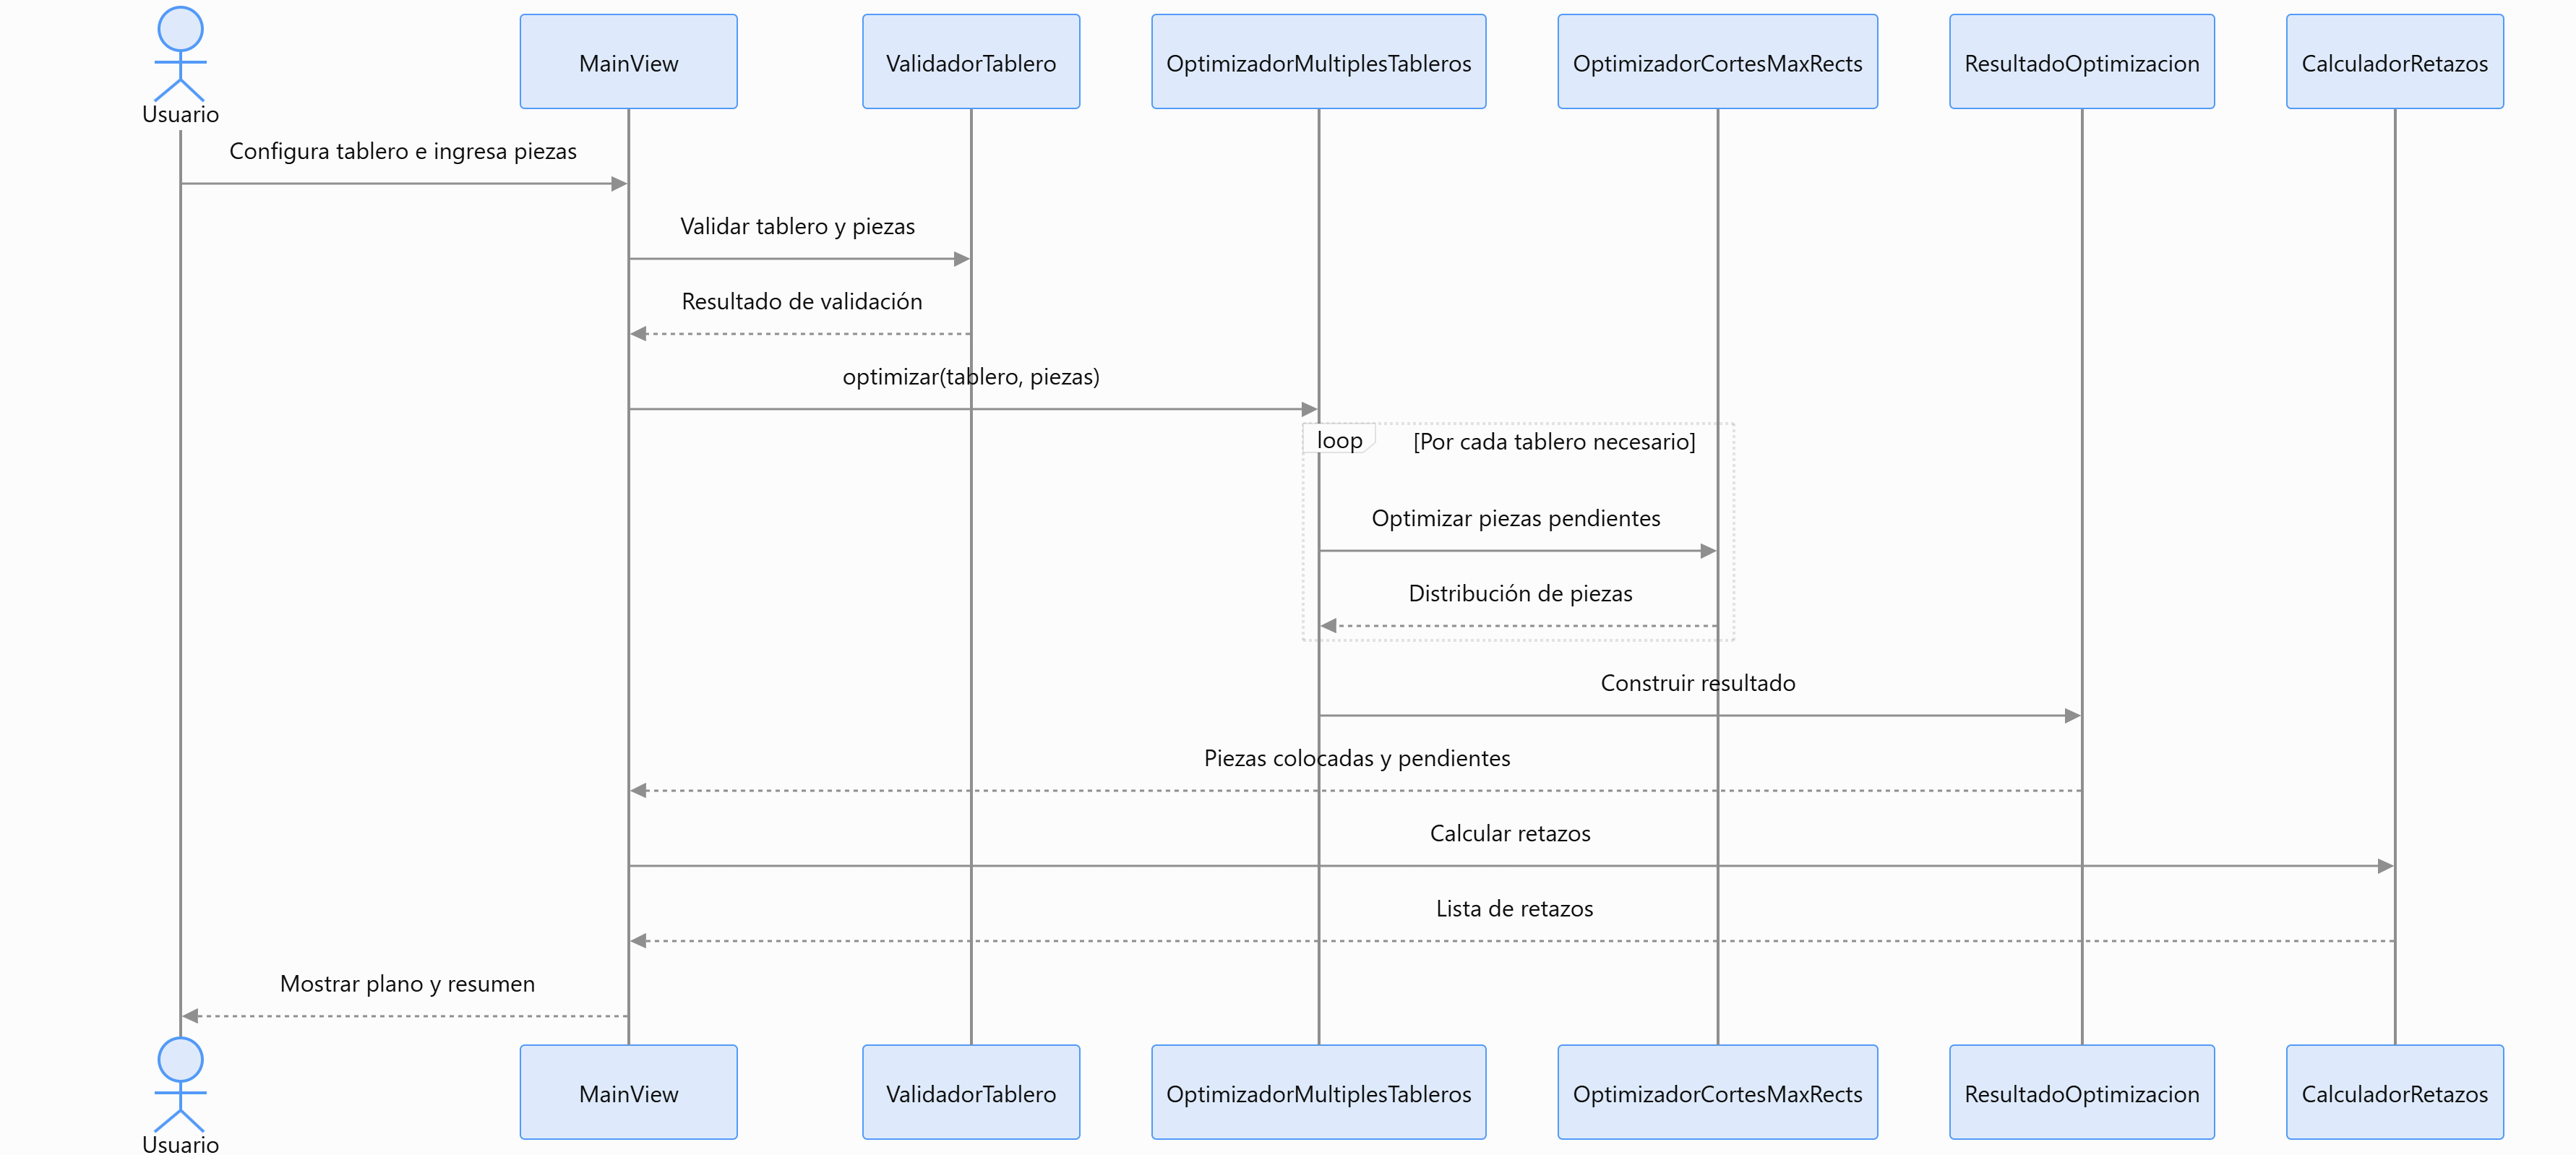 Usuario
MainView
ValidadorTablero
OptimizadorMultiplesTableros
OptimizadorCortesMaxRects
ResultadoOptimizacion
CalculadorRetazos
Configura tablero e ingresa piezas
Validar tablero y piezas
Resultado de validación
optimizar(tablero, piezas)
loop
[Por cada tablero necesario]
Optimizar piezas pendientes
Distribución de piezas
Construir resultado
Piezas colocadas y pendientes
Calcular retazos
Lista de retazos
Mostrar plano y resumen
Usuario
MainView
ValidadorTablero
OptimizadorMultiplesTableros
OptimizadorCortesMaxRects
ResultadoOptimizacion
CalculadorRetazos